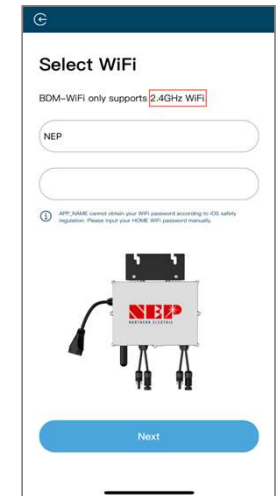 Select WiFi
BDM-WiFi only supports 2.4GHz WiFi
NEP
APP_NAME cannot obtain your WiFi password according to iOS safety
regulation. Please input your HOME WiFi password manually.
NEP
NORTHERN ELECTRIC
Next